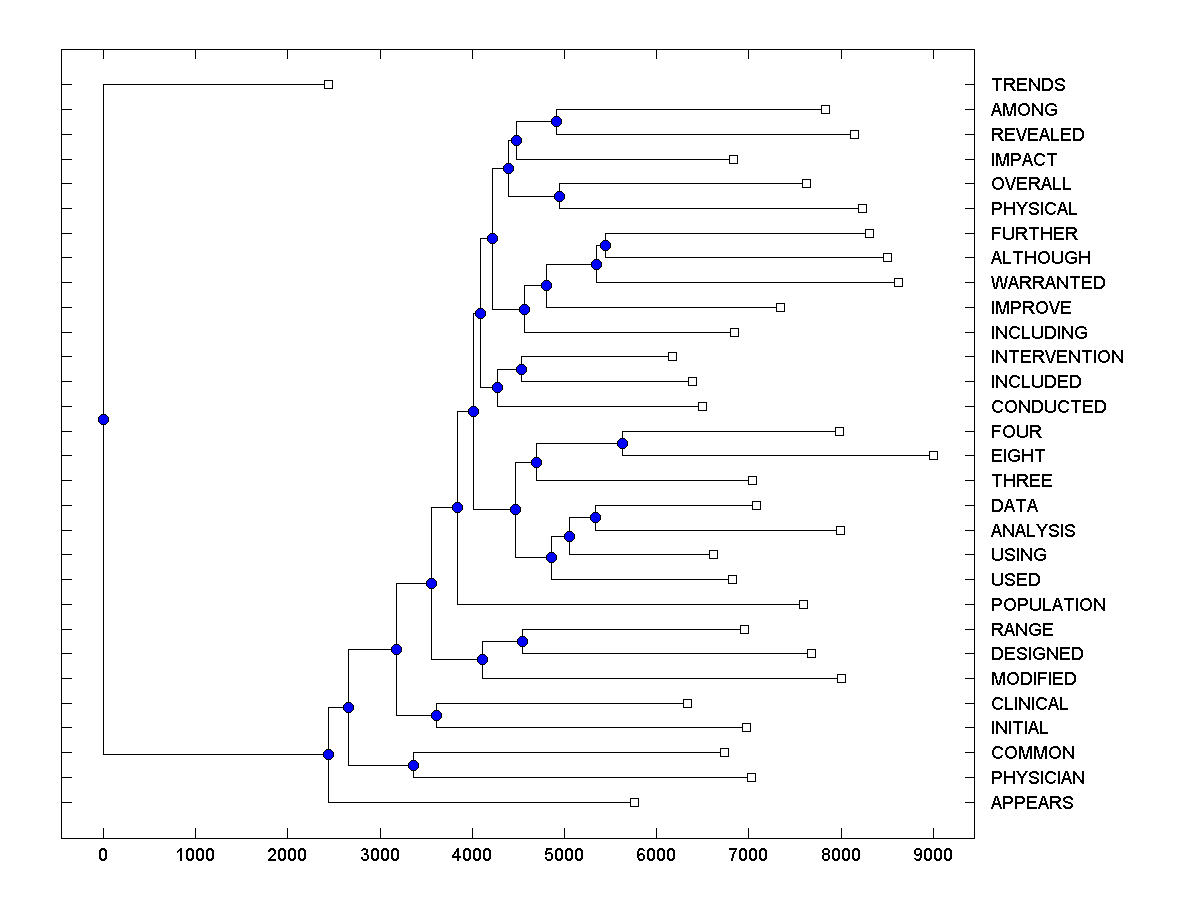 TRENDS
AMONG
REVEALED
IMPACT
OVERALL
PHYSICAL
FURTHER
ALTHOUGH
WARRANTED
IMPROVE
INCLUDING
INTERVENTION
INCLUDED
CONDUCTED
FOUR
EIGHT
THREE
DATA
ANALYSIS
USING
USED
POPULATION
RANGE
DESIGNED
MODIFIED
CLINICAL
INITIAL
COMMON
PHYSICIAN
APPEARS
0 1000 2000 3000 4000 5000 6000 7000 8000 9000